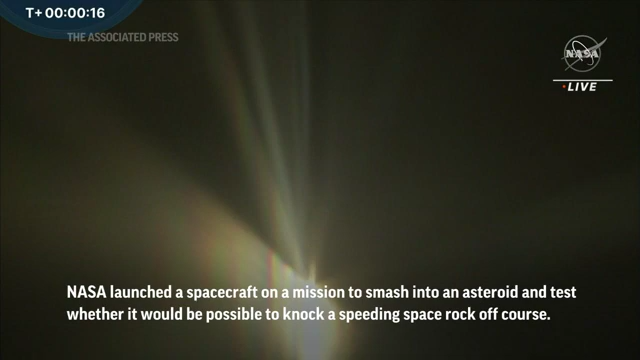 T+ 00:00:16
THE ASSOCIATED PRESS
NASA
LIVE
NASA launched a spacecraft on a mission to smash into an asteroid and test
whether it would be possible to knock a speeding space rock off course.